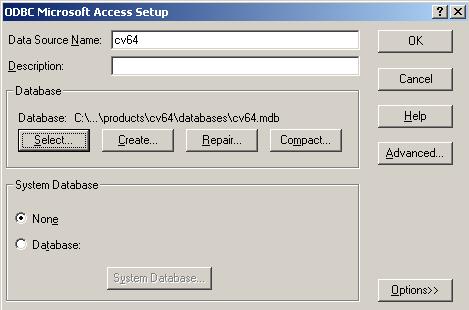 ODBC Microsoft Access Setup
Data Source Name: cv64 OK
Description: Cancel
Database
Database: C:\...\products\cv64\databases\cv64.mdb
Help
Select... Create... Repair... Compact...
Advanced...
System Database
None
Database:
System Database...
Options>>